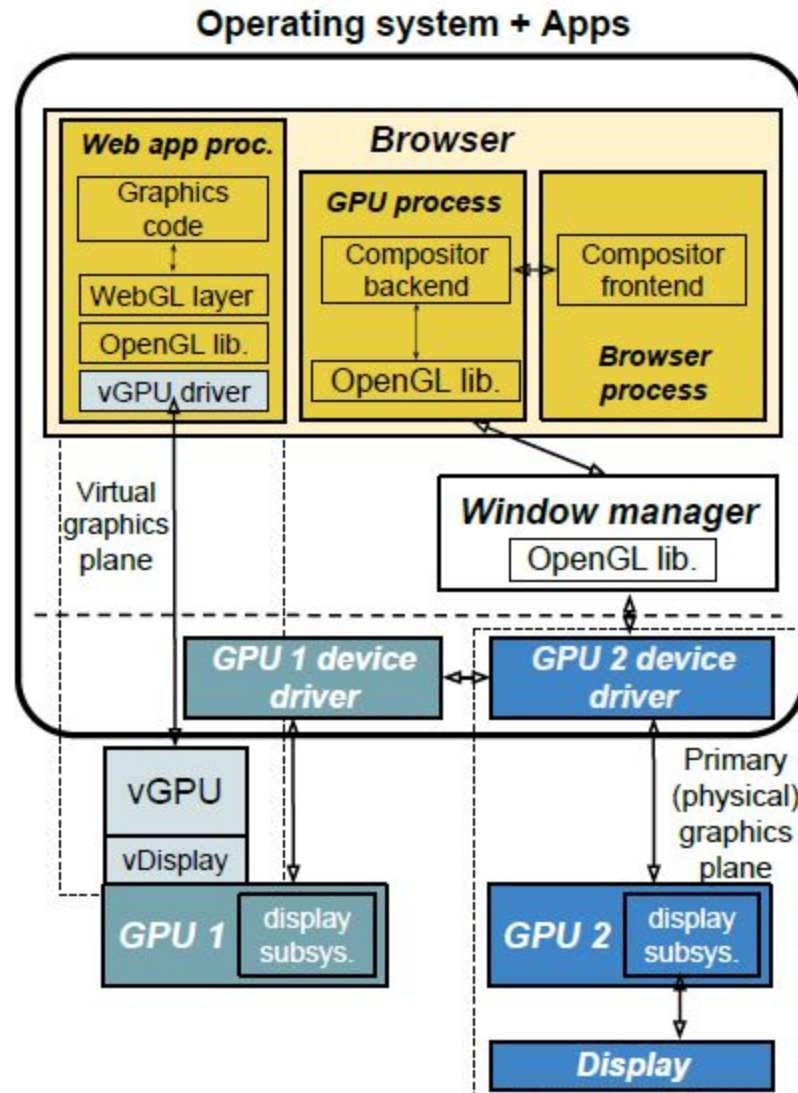 Operating system + Apps
Web app proc.
Browser
Graphics
code
WebGL layer
OpenGL lib.
vGPU driver
GPU process
Compositor
backend
OpenGL lib.
Compositor
frontend
Browser
process
Virtual
graphics
plane
Window manager
OpenGL lib.
GPU 1 device
driver
GPU 2 device
driver
vGPU
vDisplay
GPU 1
display
subsys.
Primary
(physical)
graphics
plane
GPU 2
display
subsys.
Display